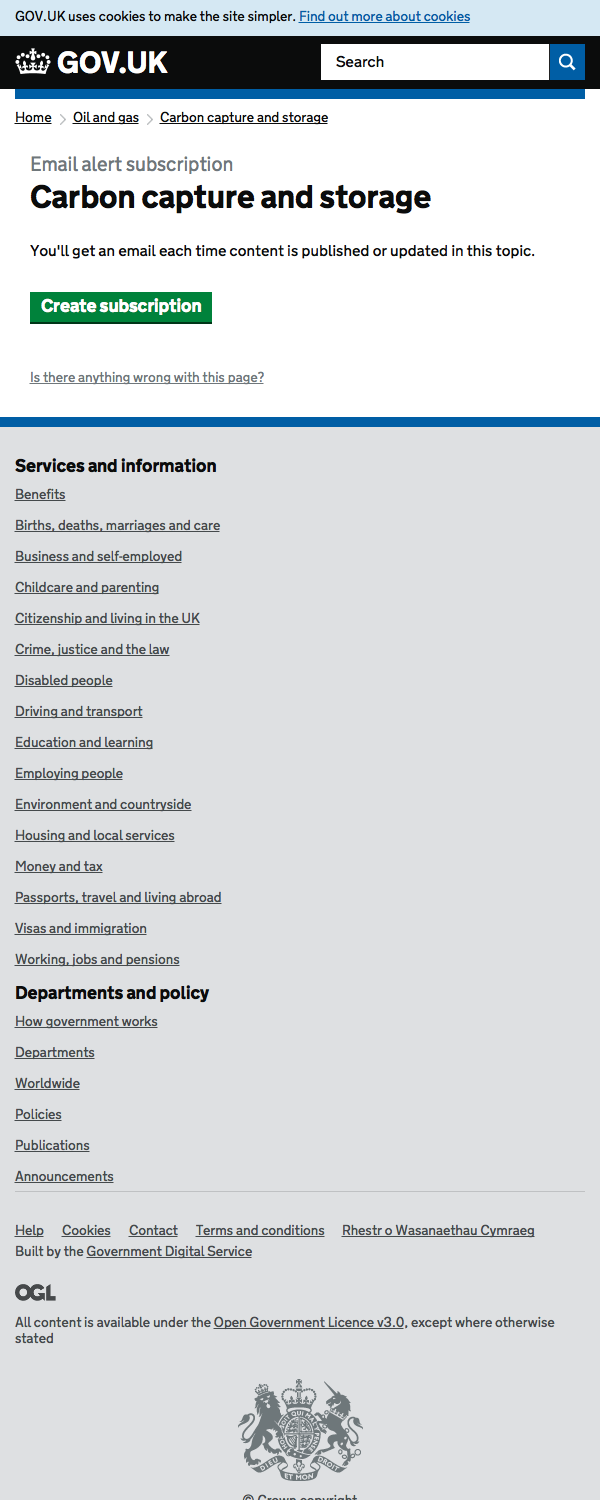 GOV.UK uses cookies to make the site simpler. Find out more about cookies
GOV.UK
Search
Home
Oil and gas
Carbon capture and storage
Email alert subscription
Carbon capture and storage
You'll get an email each time content is published or updated in this topic.
Create subscription
Is there anything wrong with this page?
Services and information
Benefits
Births, deaths, marriages and care
Business and self-employed
Childcare and parenting
Citizenship and living in the UK
Crime, justice and the law
Disabled people
Driving and transport
Education and learning
Employing people
Environment and countryside
Housing and local services
Money and tax
Passports, travel and living abroad
Visas and immigration
Working, jobs and pensions
Departments and policy
How government works
Departments
Worldwide
Policies
Publications
Announcements
Help Cookies Contact Terms and conditions Rhestr o Wasanaethau Cymraeg
Built by the Government Digital Service
OGL
All content is available under the Open Government Licence v3.0, except where otherwise
stated
DIEU ET MON DROIT
© Crown copyright